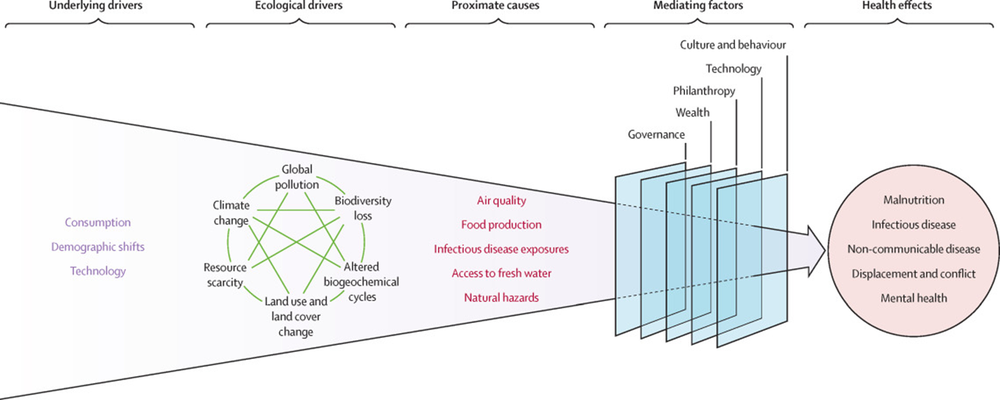 Underlying drivers
Ecological drivers
Proximate causes
Mediating factors
Health effects
Culture and behaviour
Technology
Philanthropy
Wealth
Governance
Consumption
Demographic shifts
Technology
Global
pollution
Biodiversity
loss
Climate
change
Resource
scarcity
Altered
biogeochemical
cycles
Land use and
land cover
change
Air quality
Food production
Infectious disease exposures
Access to fresh water
Natural hazards
Malnutrition
Infectious disease
Non-communicable disease
Displacement and conflict
Mental health